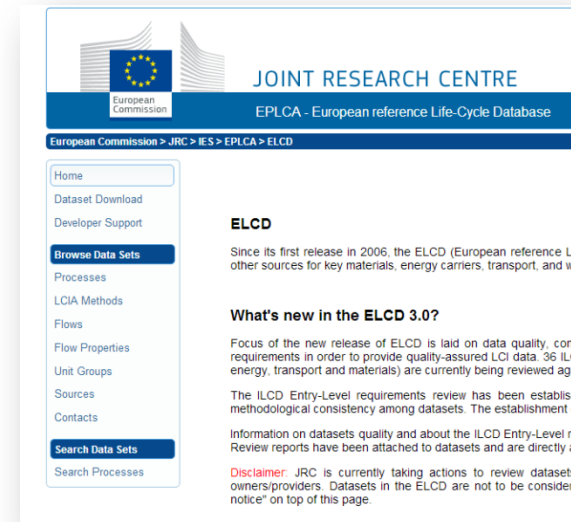 European
Commission
JOINT RESEARCH CENTRE
EPLCA - European reference Life-Cycle Database
European Commission > JRC > IES > EPLCA > ELCD
Home
Dataset Download
Developer Support
Browse Data Sets
Processes
LCIA Methods
Flows
Flow Properties
Unit Groups
Sources
Contacts
Search Data Sets
Search Processes
ELCD
Since its first release in 2006, the ELCD (European reference
other sources for key materials, energy carriers, transport, and
What's new in the ELCD 3.0?
Focus of the new release of ELCD is laid on data quality,
requirements in order to provide quality-assured LCI data. 36
energy, transport and materials) are currently being reviewed
The ILCD Entry-Level requirements review has been
methodological consistency among datasets. The establishment
Information on datasets quality and about the ILCD Entry-Level
Review reports have been attached to datasets and are directly
Disclaimer: JRC is currently taking actions to review
owners/providers. Datasets in the ELCD are not to be
notice" on top of this page.